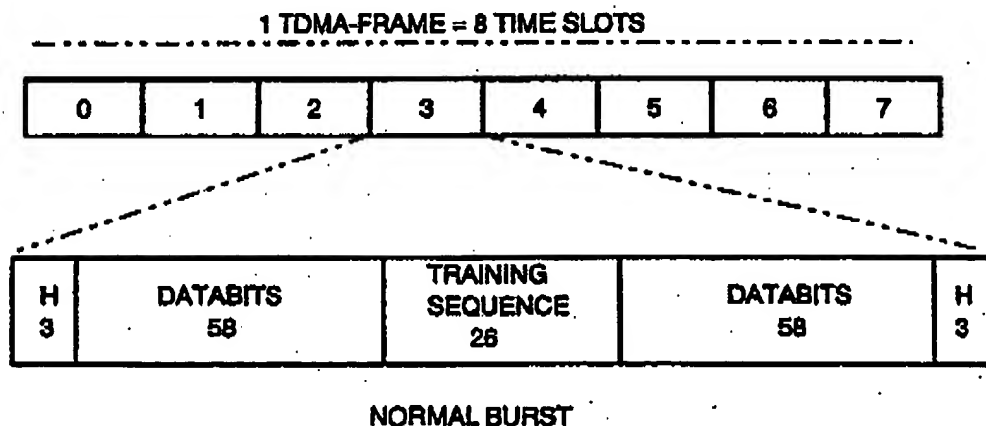 1 TDMA-FRAME = 8 TIME SLOTS
0 1 2 3 4 5 6 7
H 3
DATABITS 58
TRAINING SEQUENCE 26
DATABITS 58
H 3
NORMAL BURST